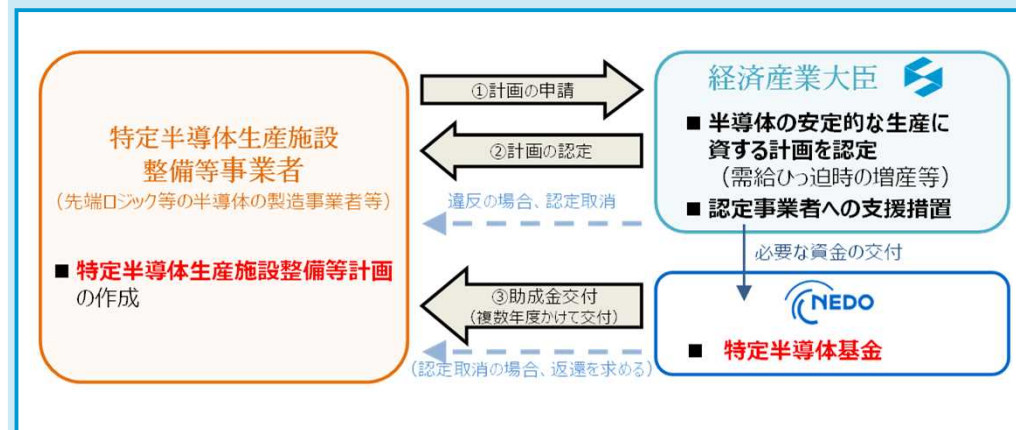 特定半導体生産施設
整備等事業者
(先端ロジック等の半導体の製造事業者等)
■ 特定半導体生産施設整備等計画
の作成
①計画の申請
②計画の認定
違反の場合、認定取消
③助成金交付
(複数年度かけて交付)
(認定取消の場合、返還を求める)
経済産業大臣
■ 半導体の安定的な生産に
資する計画を認定
(需給ひっ迫時の増産等)
■ 認定事業者への支援措置
必要な資金の交付
NEDO
■ 特定半導体基金